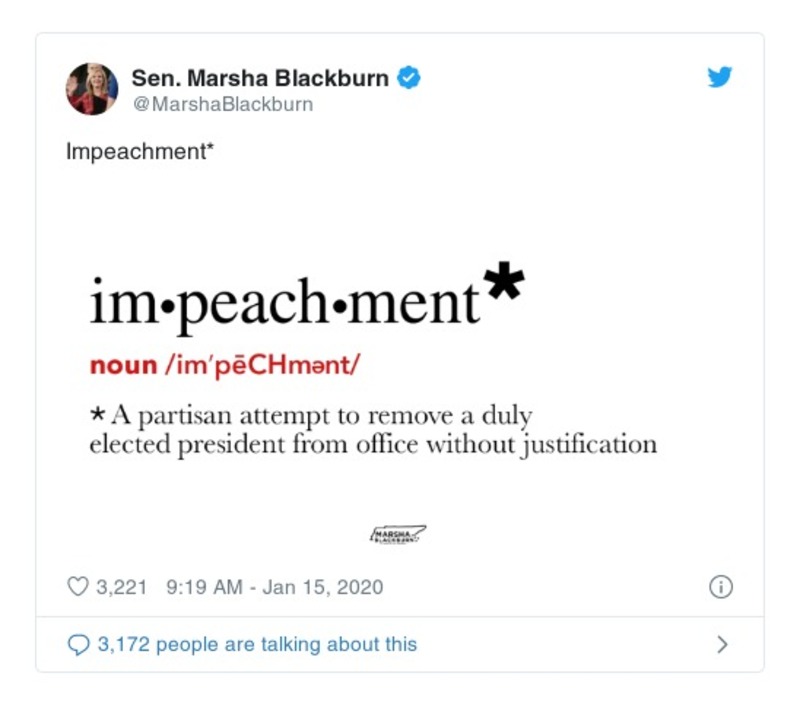 Sen. Marsha Blackburn
@MarshaBlackburn
Impeachment*
im•peach•ment*
noun /imˈpēCHmənt/
* A partisan attempt to remove a duly
elected president from office without justification
MARSHA
BLACKBURN
3,221 9:19 AM - Jan 15, 2020
3,172 people are talking about this